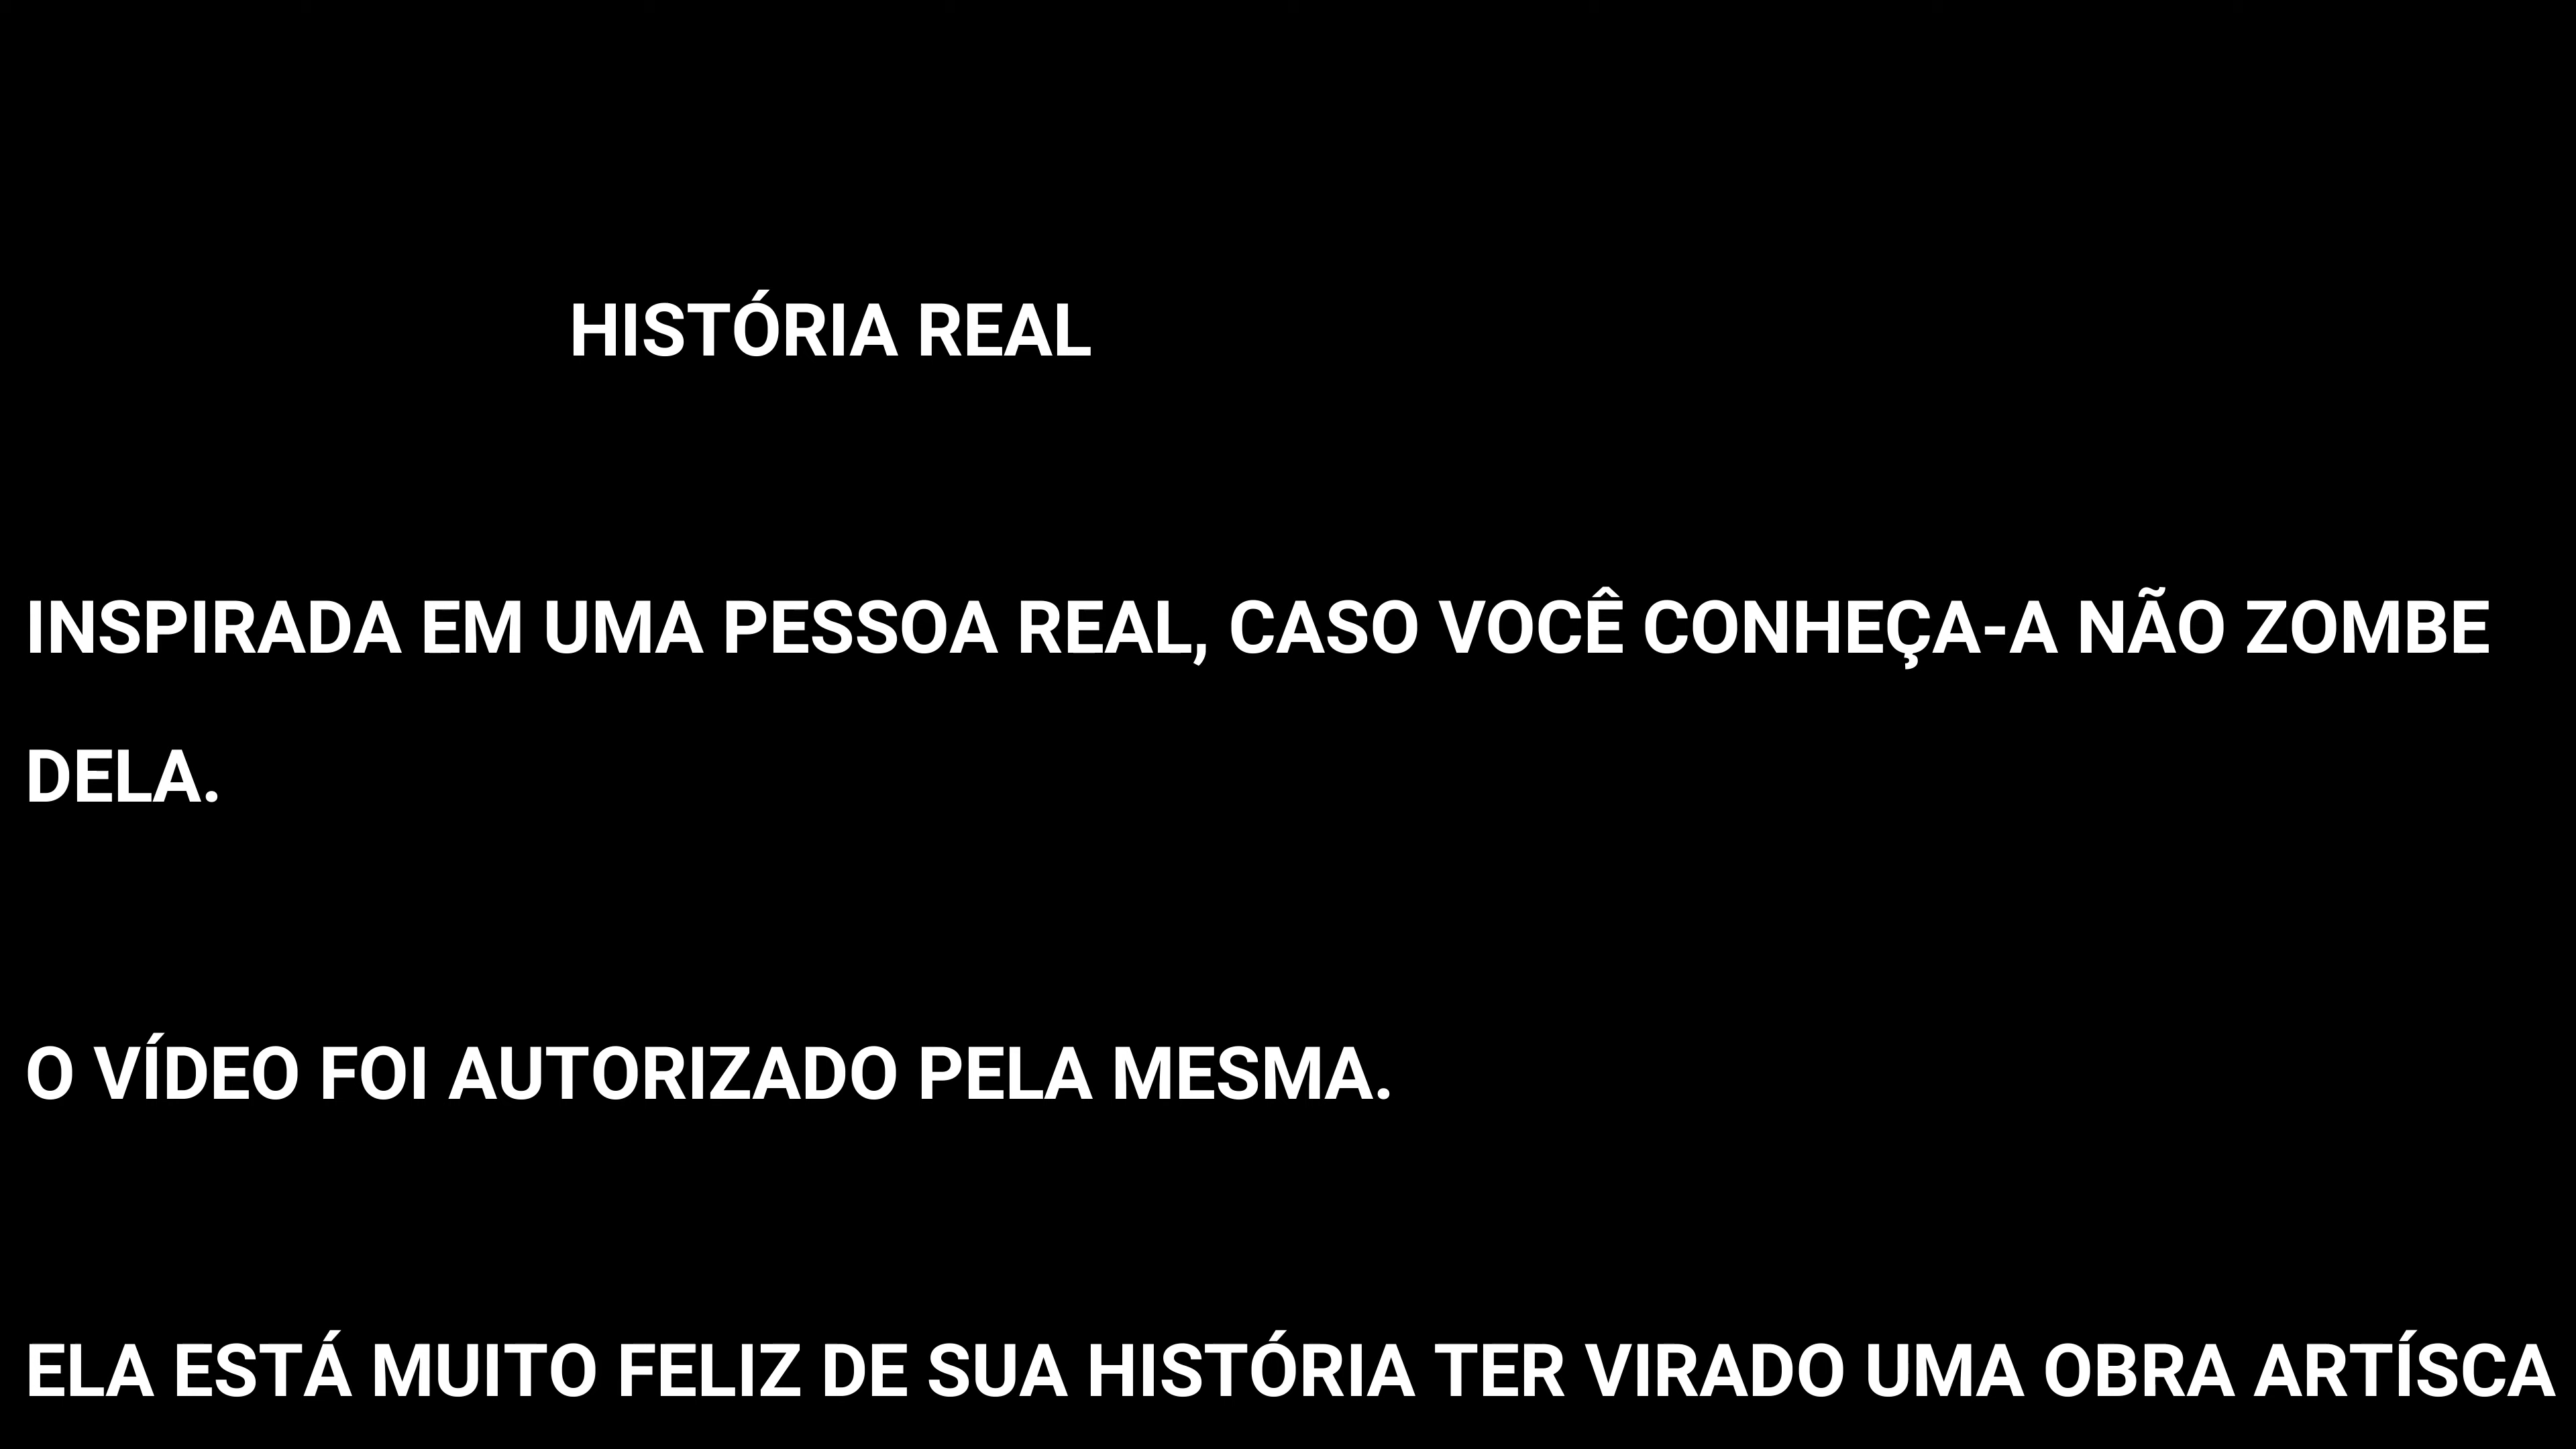 HISTÓRIA REAL
INSPIRADA EM UMA PESSOA REAL, CASO VOCÊ CONHEÇA-A NÃO ZOMBE
DELA.
O VÍDEO FOI AUTORIZADO PELA MESMA.
ELA ESTÁ MUITO FELIZ DE SUA HISTÓRIA TER VIRADO UMA OBRA ARTÍSCA